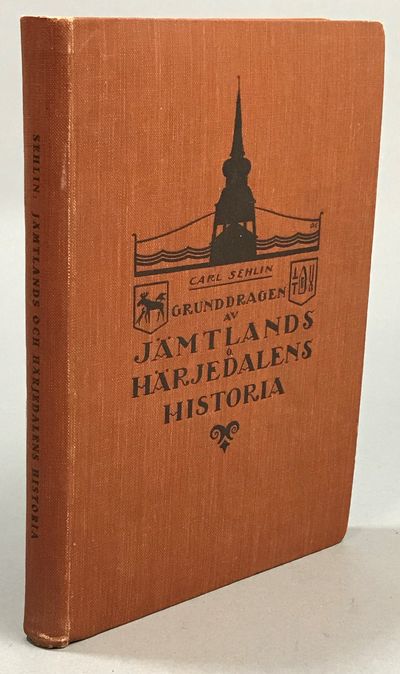 SEHLIN, JÄMTLANDS OCH HÄRJEDALENS HISTORIA
CARL SEHLIN
GRUNDDRAGEN
AV
JÄMTLANDS
O
HÄRJEDALENS
HISTORIA